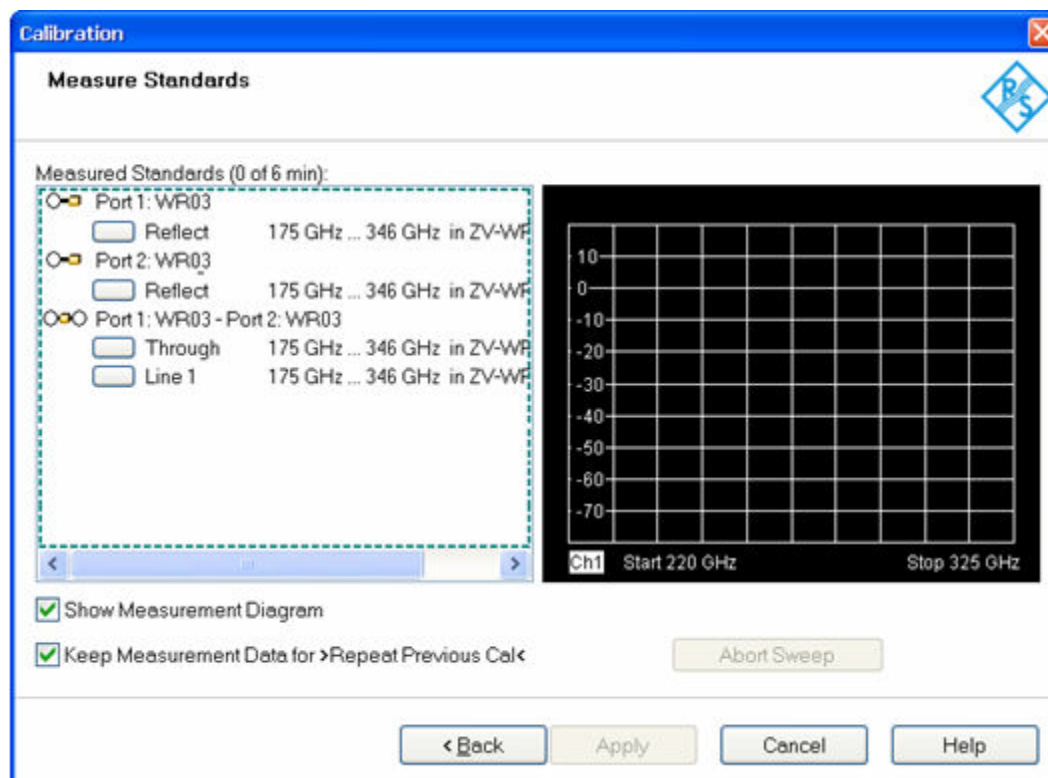 Calibration
Measure Standards
R
S
Measured Standards (0 of 6 min):
Port 1: WR03
Reflect 175 GHz ... 346 GHz in ZV-WF
Port 2: WR03
Reflect 175 GHz ... 346 GHz in ZV-WF
Port 1: WR03 - Port 2: WR03
Through 175 GHz ... 346 GHz in ZV-WF
Line 1 175 GHz ... 346 GHz in ZV-WF
10
0
-10
-20
-30
-40
-50
-60
-70
Ch1 Start 220 GHz Stop 325 GHz
Show Measurement Diagram
Keep Measurement Data for >Repeat Previous Cal<
Abort Sweep
< Back Apply Cancel Help